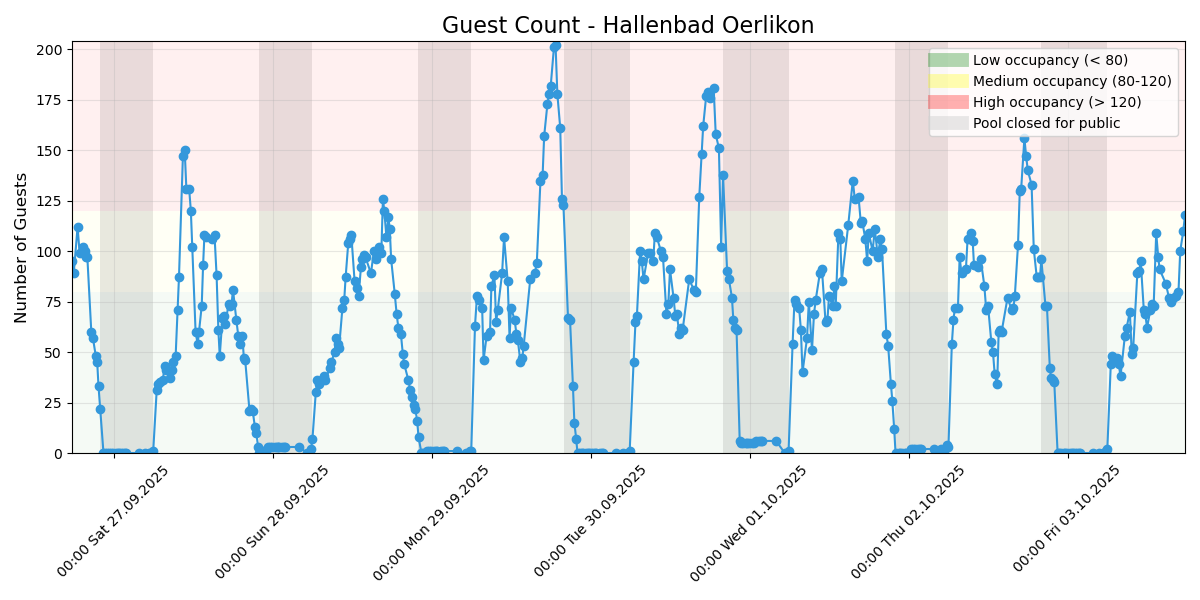 Guest Count - Hallenbad Oerlikon
Number of Guests
200
175
150
125
100
75
50
25
0
Low occupancy (< 80)
Medium occupancy (80-120)
High occupancy (> 120)
Pool closed for public
00:00 Sat 27.09.2025
00:00 Sun 28.09.2025
00:00 Mon 29.09.2025
00:00 Tue 30.09.2025
00:00 Wed 01.10.2025
00:00 Thu 02.10.2025
00:00 Fri 03.10.2025